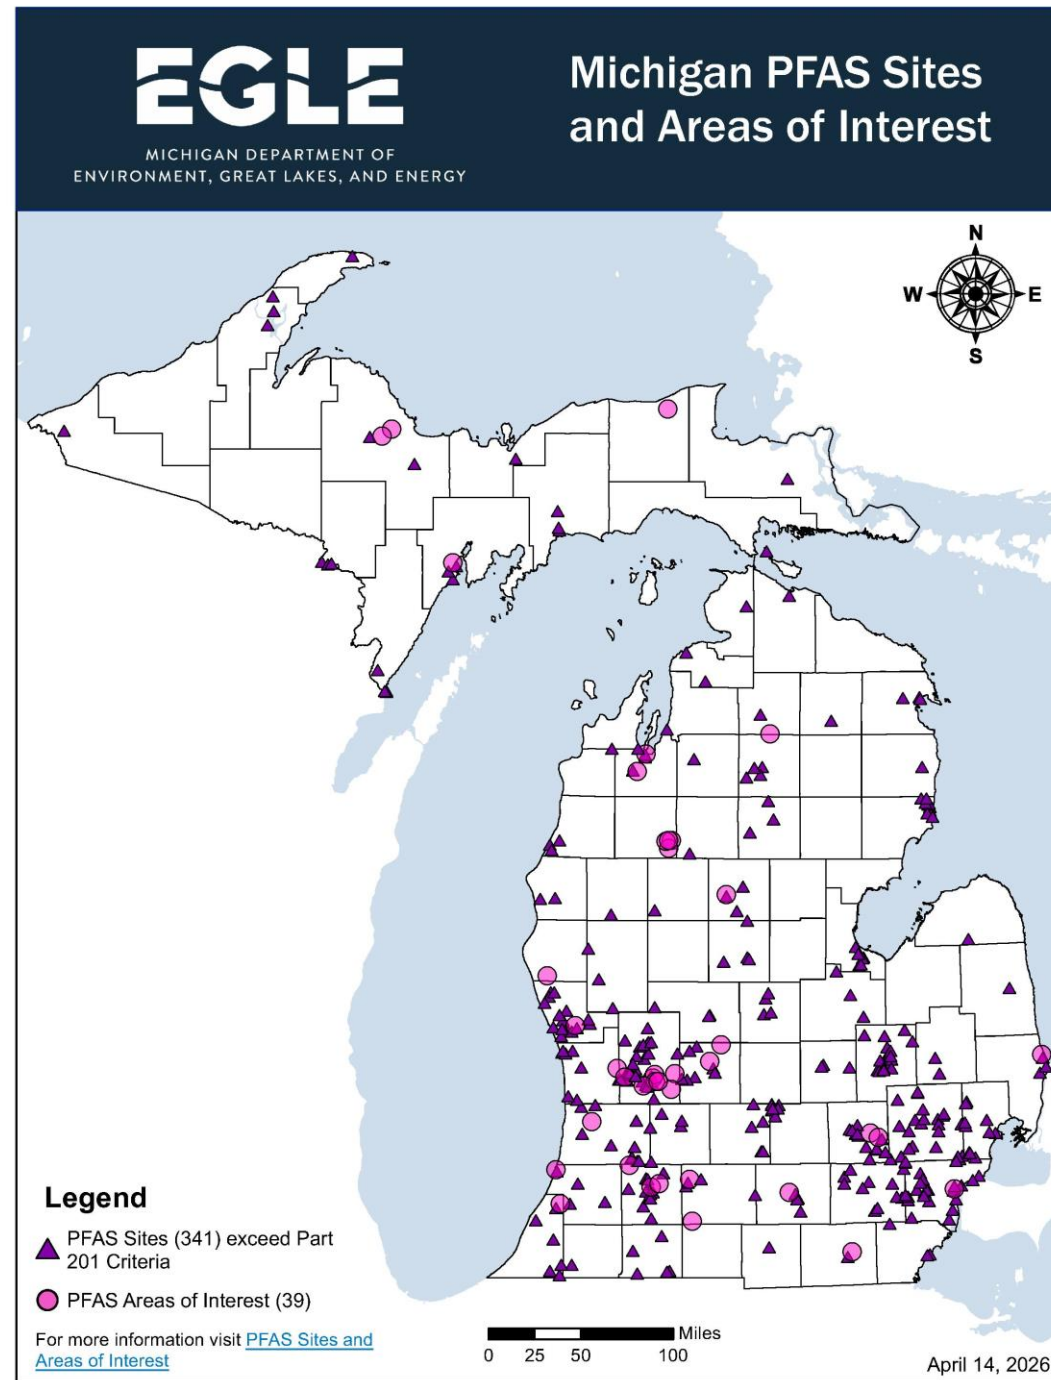 EGLE
MICHIGAN DEPARTMENT OF
ENVIRONMENT, GREAT LAKES, AND ENERGY
Michigan PFAS Sites
and Areas of Interest
N
W
E
S
Legend
PFAS Sites (341) exceed Part
201 Criteria
PFAS Areas of Interest (39)
For more information visit PFAS Sites and
Areas of Interest
Miles
0 25 50 100
April 14, 2026